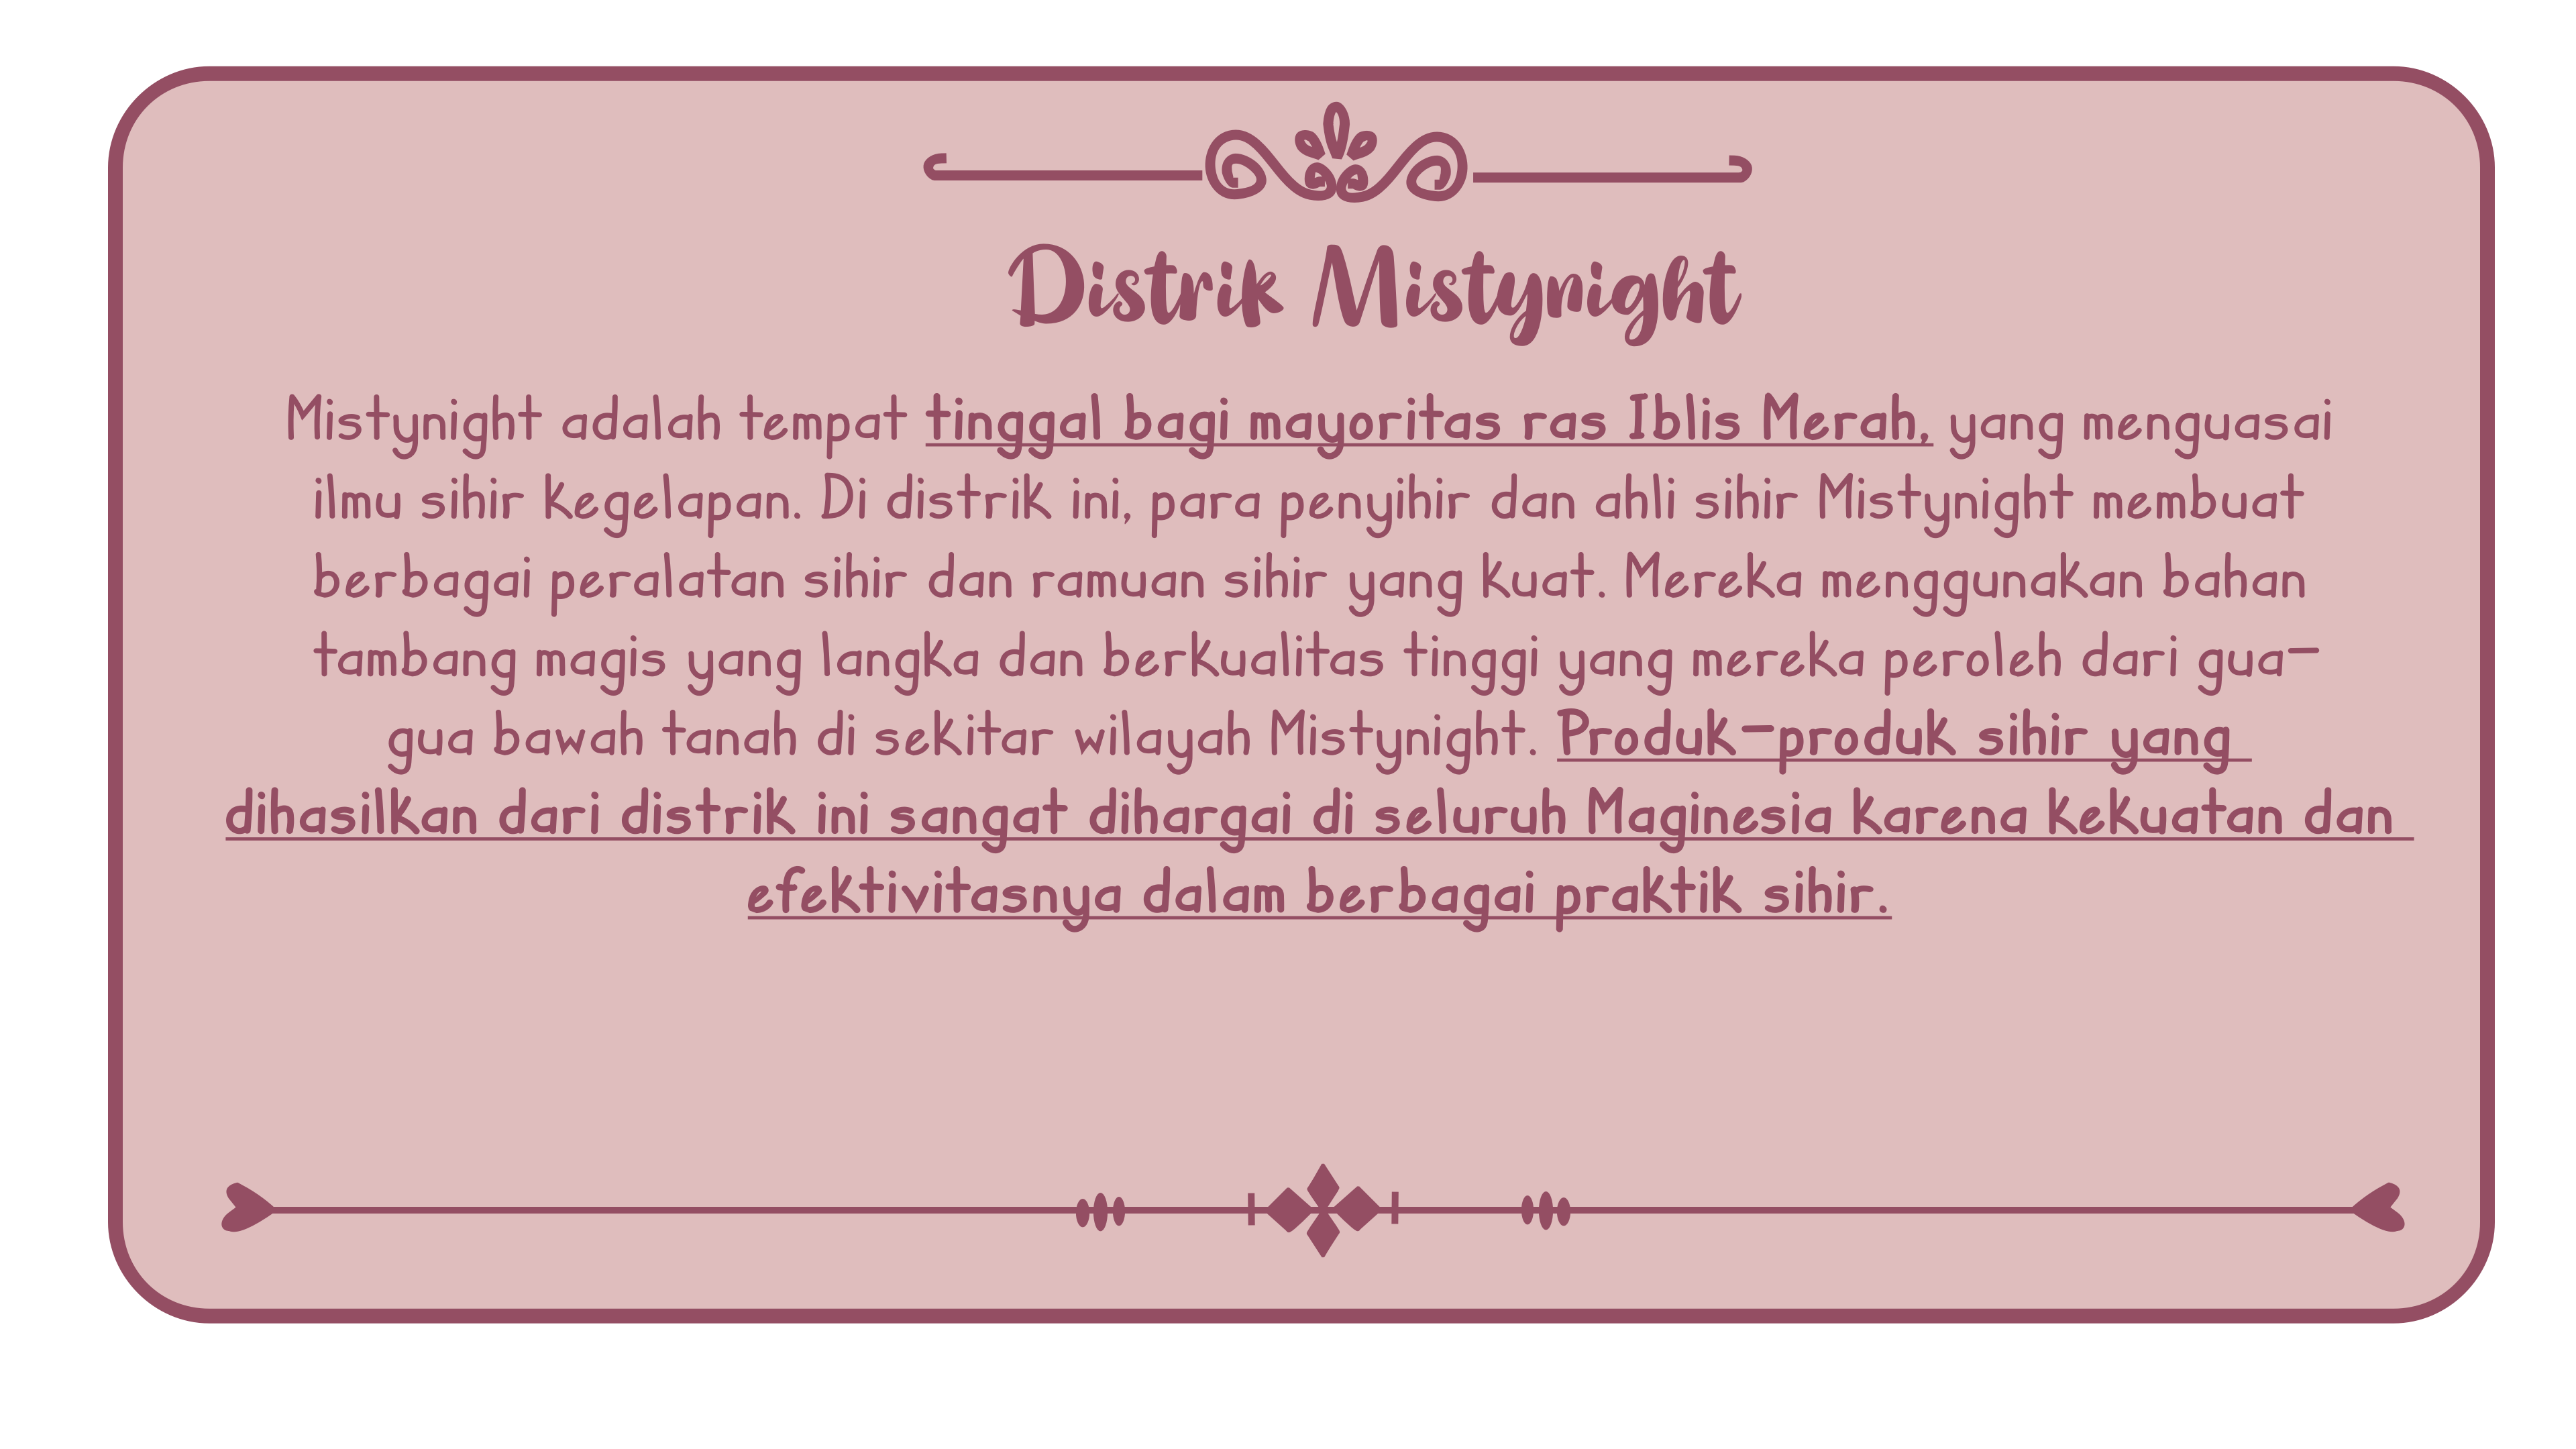 Distrik Mistynight
Mistynight adalah tempat tinggal bagi mayoritas ras Iblis Merah, yang menguasai
ilmu sihir kegelapan. Di distrik ini, para penyihir dan ahli sihir Mistynight membuat
berbagai peralatan sihir dan ramuan sihir yang kuat. Mereka menggunakan bahan
tambang magis yang langka dan berkualitas tinggi yang mereka peroleh dari gua-
gua bawah tanah di sekitar wilayah Mistynight. Produk-produk sihir yang
dihasilkan dari distrik ini sangat dihargai di seluruh Maginesia karena kekuatan dan
efektivitasnya dalam berbagai praktik sihir.